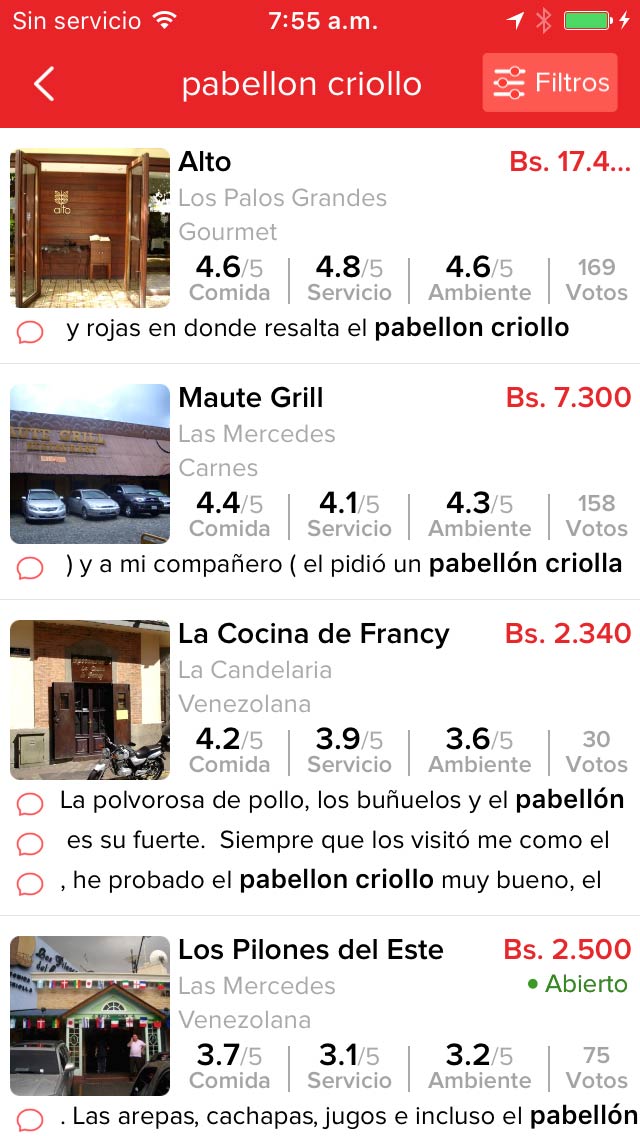 Sin servicio 7:55 a.m.
pabellon criollo Filtros
alto
Alto Bs. 17.4...
Los Palos Grandes
Gourmet
4.6/5 4.8/5 4.6/5 169
Comida Servicio Ambiente Votos
y rojas en donde resalta el pabellon criollo
Maute Grill Bs. 7.300
Las Mercedes
Carnes
4.4/5 4.1/5 4.3/5 158
Comida Servicio Ambiente Votos
) y a mi compañero ( el pidió un pabellón criolla
La Cocina de Francy Bs. 2.340
La Candelaria
Venezolana
4.2/5 3.9/5 3.6/5 30
Comida Servicio Ambiente Votos
La polvorosa de pollo, los buñuelos y el pabellón
es su fuerte. Siempre que los visitó me como el
, he probado el pabellon criollo muy bueno, el
Los Pilones del Este Bs. 2.500
Las Mercedes • Abierto
Venezolana
3.7/5 3.1/5 3.2/5 75
Comida Servicio Ambiente Votos
. Las arepas, cachapas, jugos e incluso el pabellón